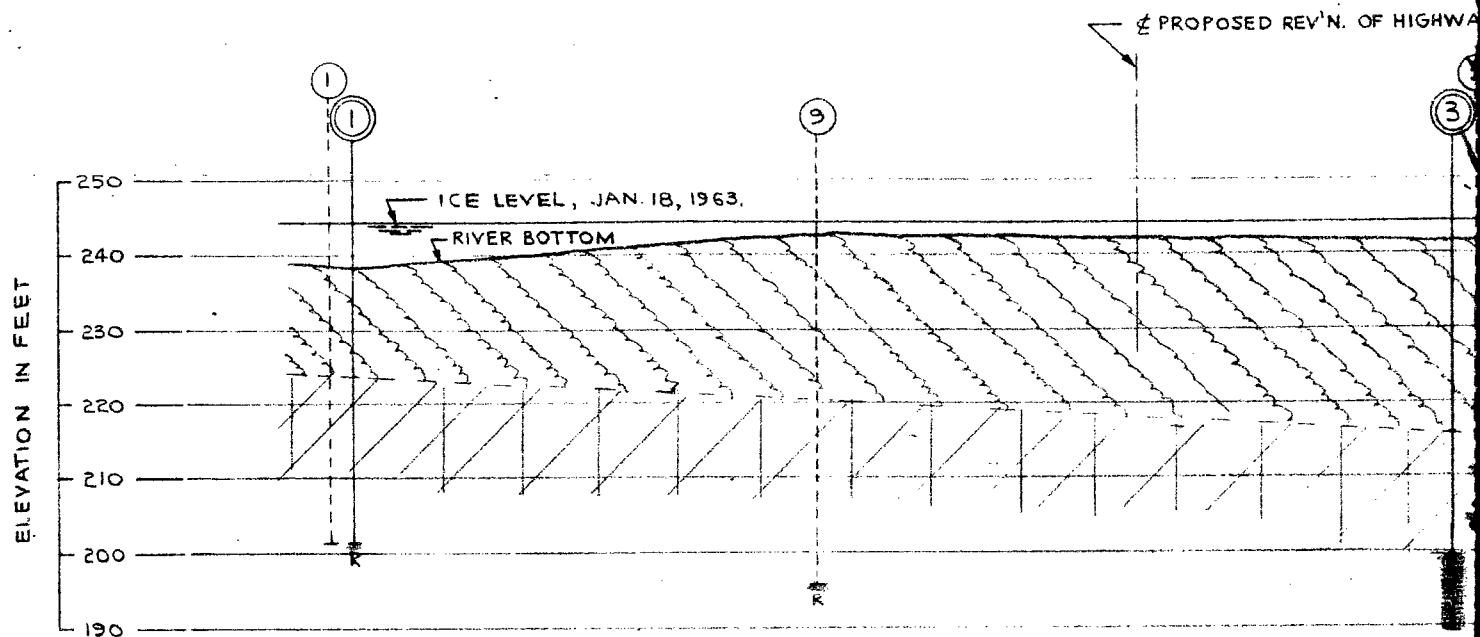 ℄ PROPOSED REV'N. OF HIGHWA
1
1
9
3
250
ICE LEVEL, JAN. 18, 1963.
RIVER BOTTOM
240
230
220
210
200
190
ELEVATION IN FEET
R
R